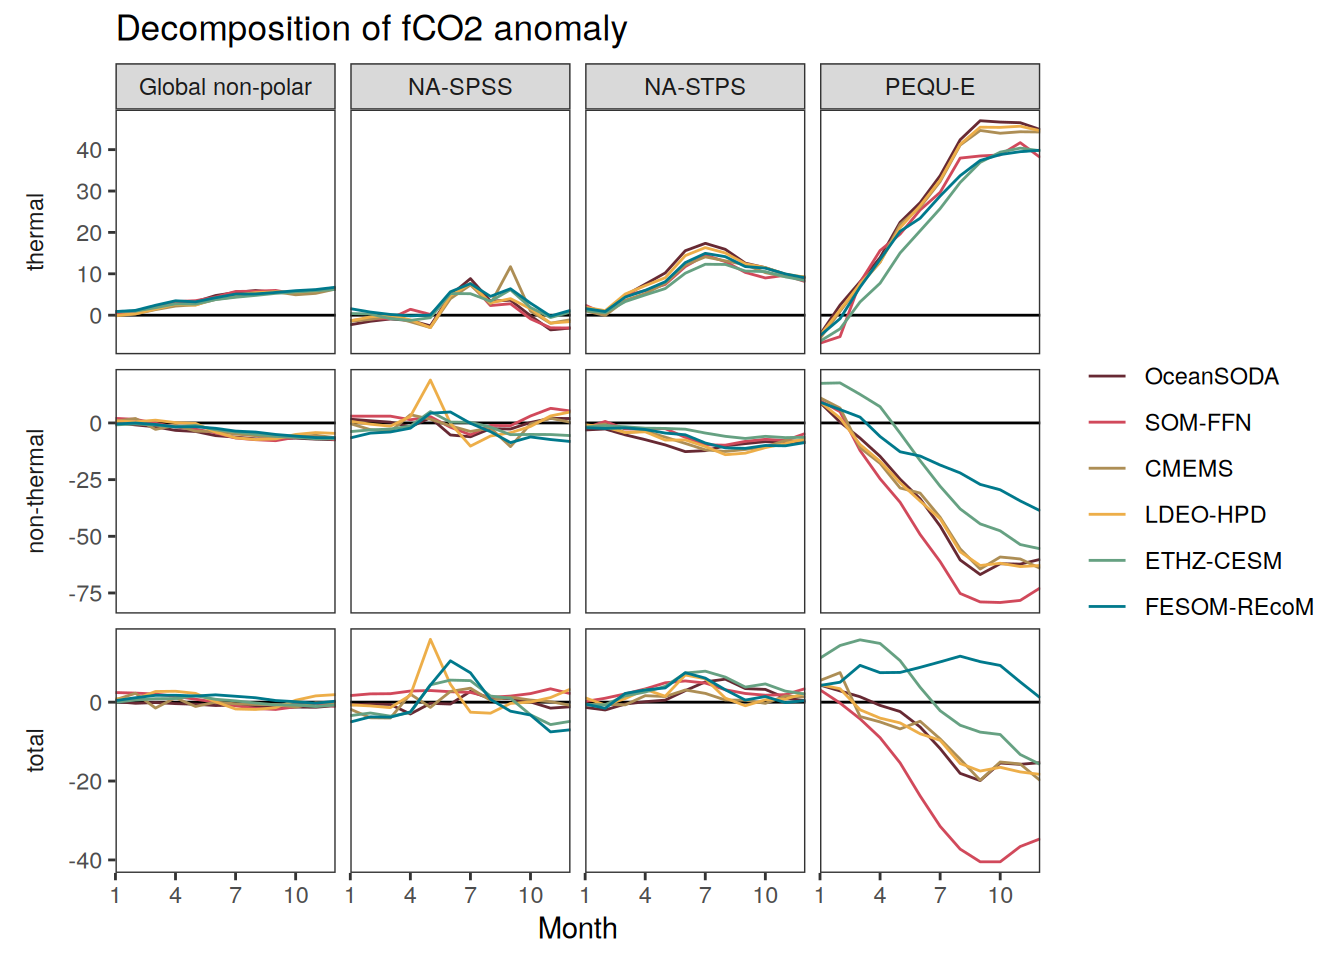 Decomposition of fCO2 anomaly
Global non-polar
NA-SPSS
NA-STPS
PEQU-E
thermal
40
30
20
10
0
non-thermal
0
-25
-50
-75
total
0
-20
-40
1 4 7 10
1 4 7 10
1 4 7 10
1 4 7 10
Month
OceanSODA
SOM-FFN
CMEMS
LDEO-HPD
ETHZ-CESM
FESOM-REcoM